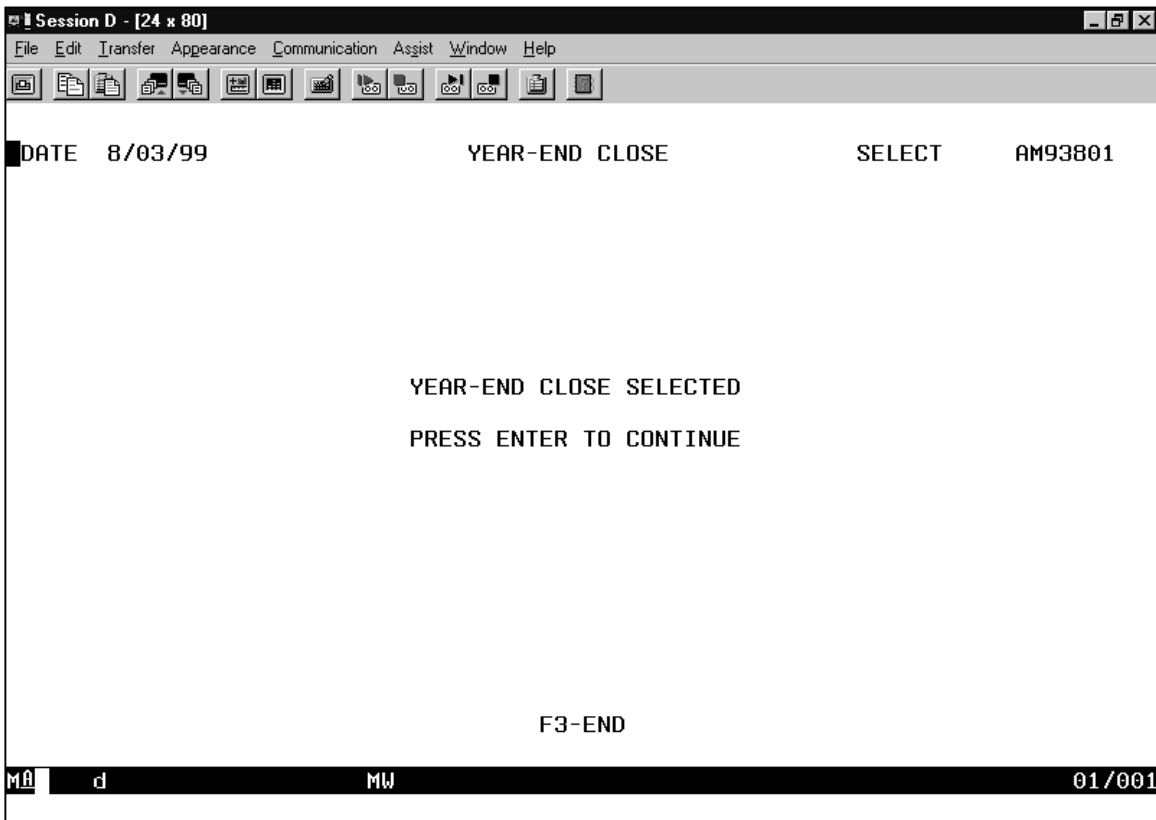 Session D - [24 x 80]
File Edit Transfer Appearance Communication Assist Window Help
DATE 8/03/99 YEAR-END CLOSE SELECT AM93801
YEAR-END CLOSE SELECTED
PRESS ENTER TO CONTINUE
F3-END
MA d MW 01/001